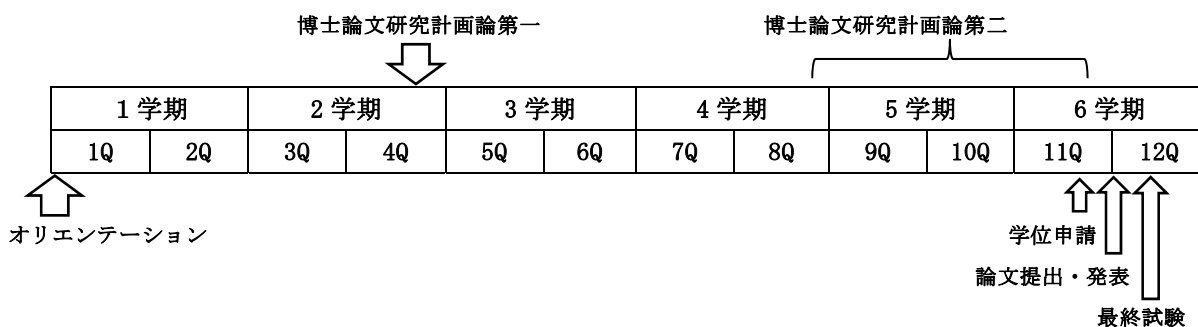 博士論文研究計画論第一 博士論文研究計画論第二
1学期 2学期 3学期 4学期 5学期 6学期
1Q 2Q 3Q 4Q 5Q 6Q 7Q 8Q 9Q 10Q 11Q 12Q
オリエンテーション 学位申請
論文提出・発表
最終試験